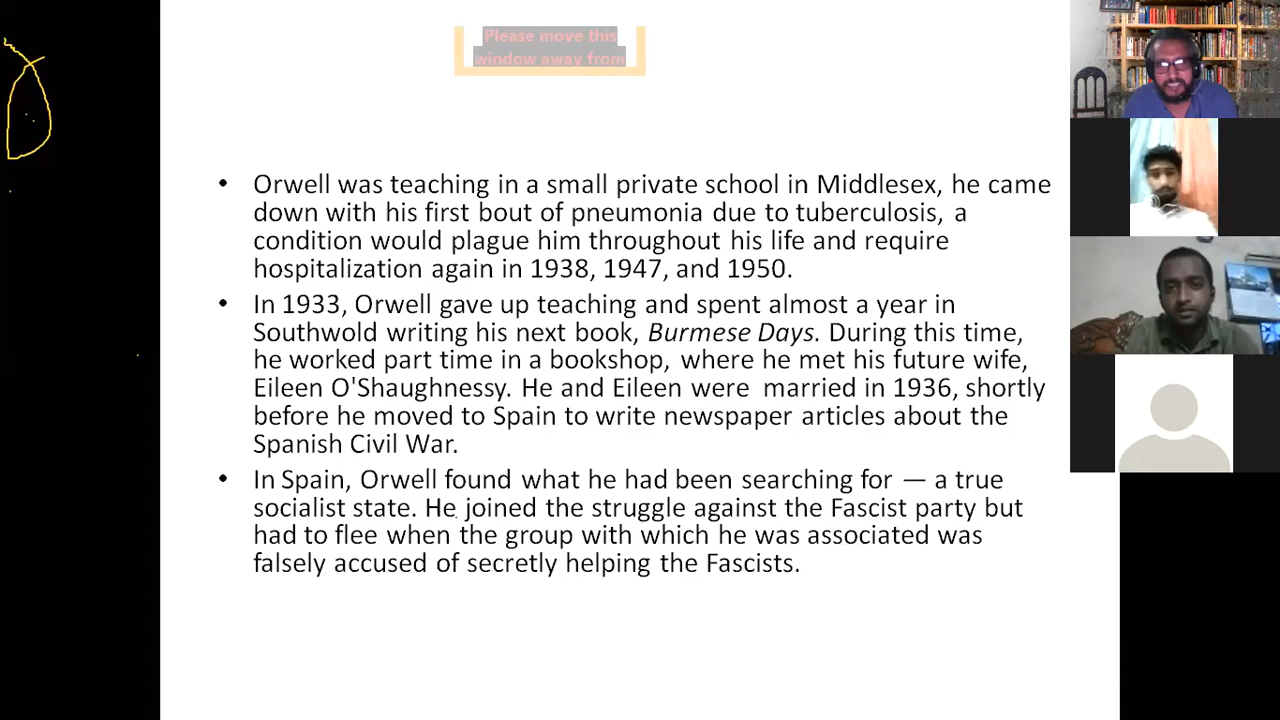 Please move this
window away from
• Orwell was teaching in a small private school in Middlesex, he came
down with his first bout of pneumonia due to tuberculosis, a
condition would plague him throughout his life and require
hospitalization again in 1938, 1947, and 1950.
• In 1933, Orwell gave up teaching and spent almost a year in
Southwold writing his next book, Burmese Days. During this time,
he worked part time in a bookshop, where he met his future wife,
Eileen O'Shaughnessy. He and Eileen were married in 1936, shortly
before he moved to Spain to write newspaper articles about the
Spanish Civil War.
• In Spain, Orwell found what he had been searching for — a true
socialist state. He joined the struggle against the Fascist party but
had to flee when the group with which he was associated was
falsely accused of secretly helping the Fascists.